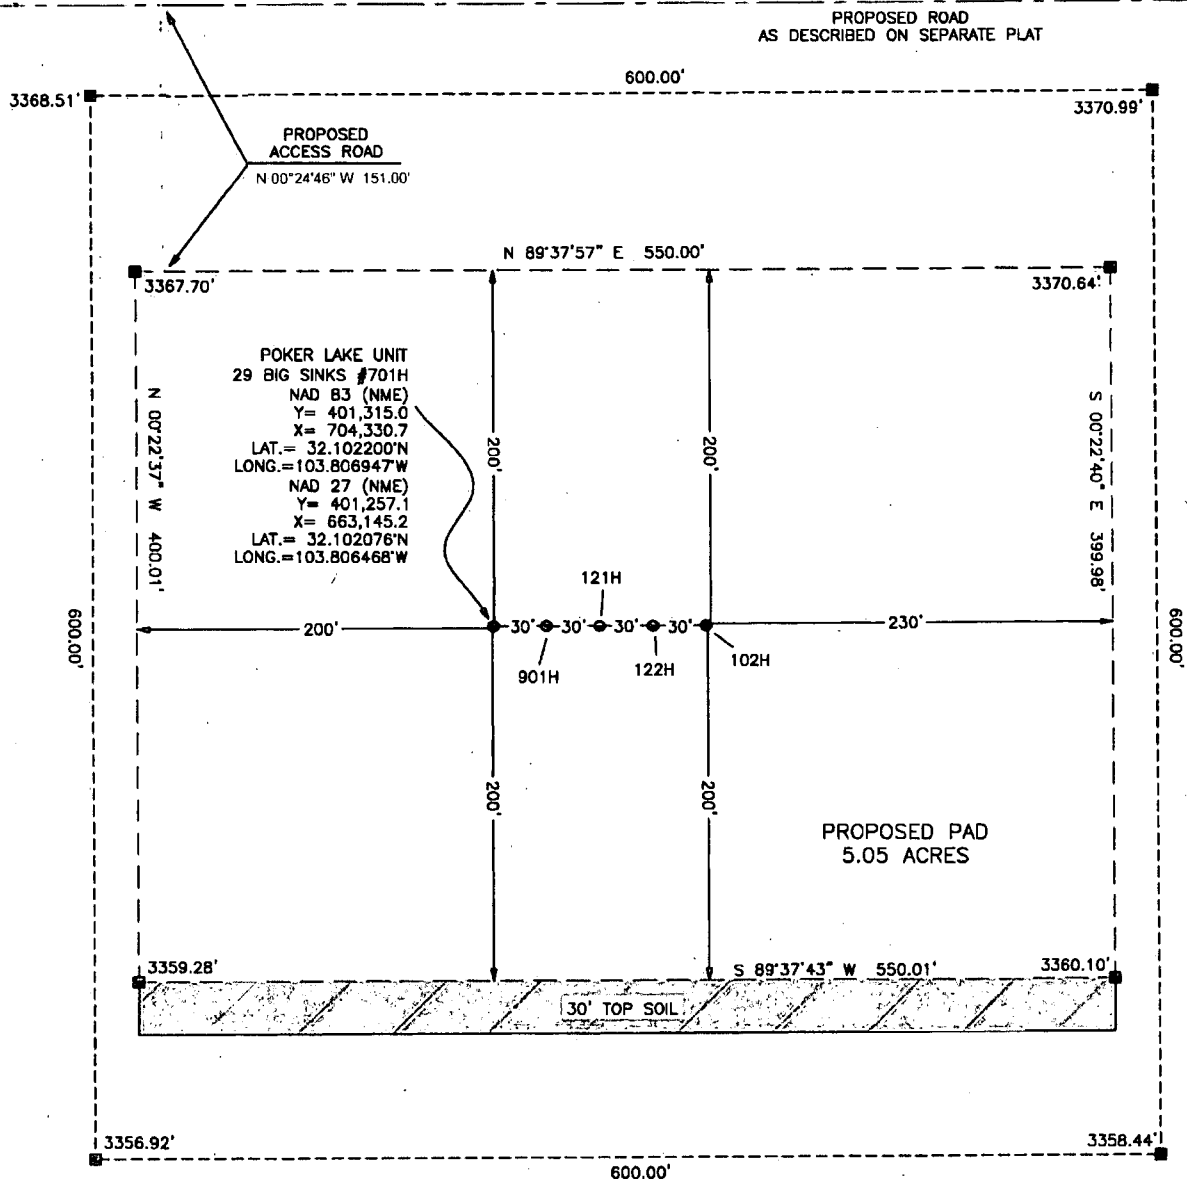 PROPOSED ROAD
AS DESCRIBED ON SEPARATE PLAT
600.00'
3368.51'
3370.99'
PROPOSED
ACCESS ROAD
N 00°24'46" W 151.00'
N 89°37'57" E 550.00'
3367.70'
3370.64'
POKER LAKE UNIT
29 BIG SINKS #701H
NAD 83 (NME)
Y= 401,315.0
X= 704,330.7
LAT.= 32.102200°N
LONG.=103.806947°W
NAD 27 (NME)
Y= 401,257.1
X= 663,145.2
LAT.= 32.102076°N
LONG.=103.806468°W
N 00°22'37" W 400.01'
S 00°22'40" E 399.98'
200'
200'
121H
600.00'
200'
30'
30'
30'
30'
230'
600.00'
901H
122H
102H
200'
200'
PROPOSED PAD
5.05 ACRES
3359.28'
S 89°37'43" W 550.01'
3360.10'
30' TOP SOIL
3356.92'
3358.44'
600.00'